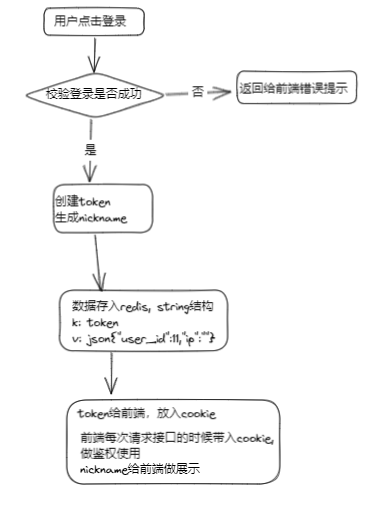 用户点击登录
校验登录是否成功
否
返回给前端错误提示
是
创建token
生成nickname
数据存入redis, string结构
k: token
v: json{"user_id":11,"ip":""}
token给前端，放入cookie
前端每次请求接口的时候带入cookie,
做鉴权使用
nickname给前端做展示